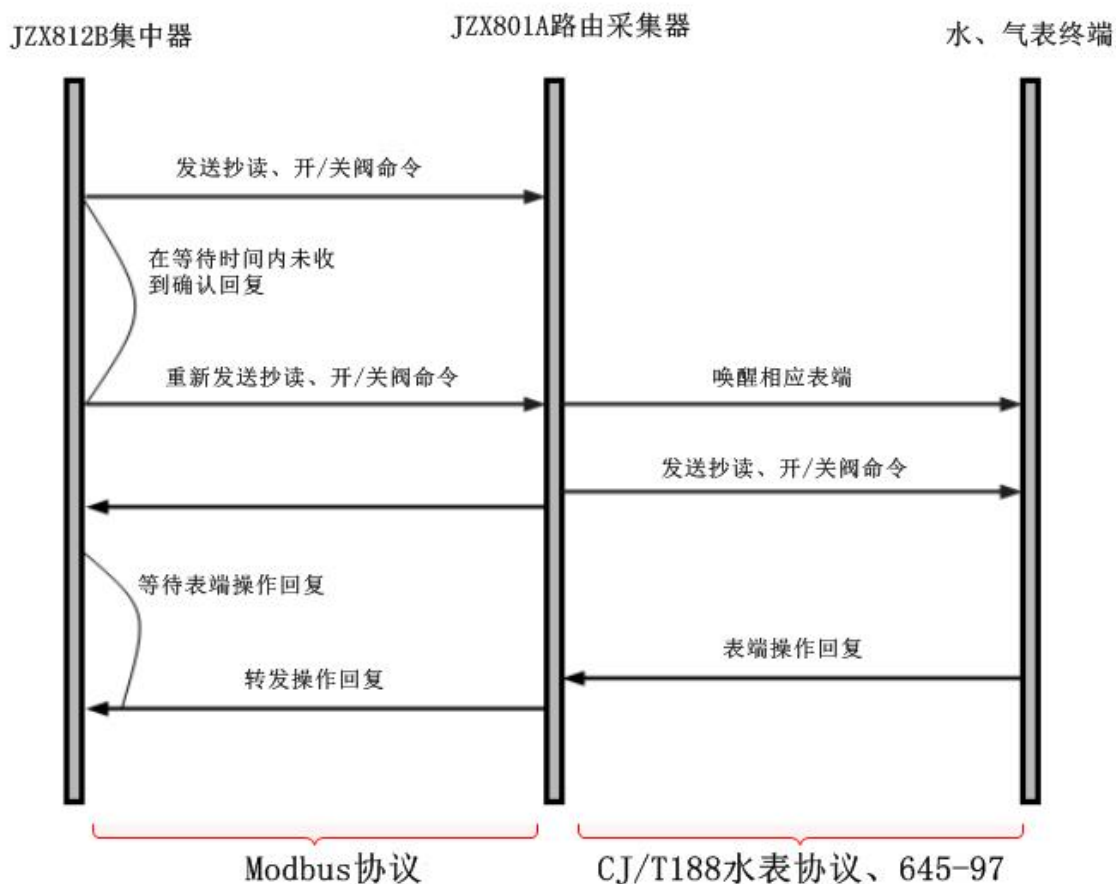 JZX812B集中器
JZX801A路由采集器
水、气表终端
发送抄读、开/关阀命令
在等待时间内未收
到确认回复
重新发送抄读、开/关阀命令
唤醒相应表端
发送抄读、开/关阀命令
等待表端操作回复
表端操作回复
转发操作回复
Modbus协议
CJ/T188水表协议、645-97